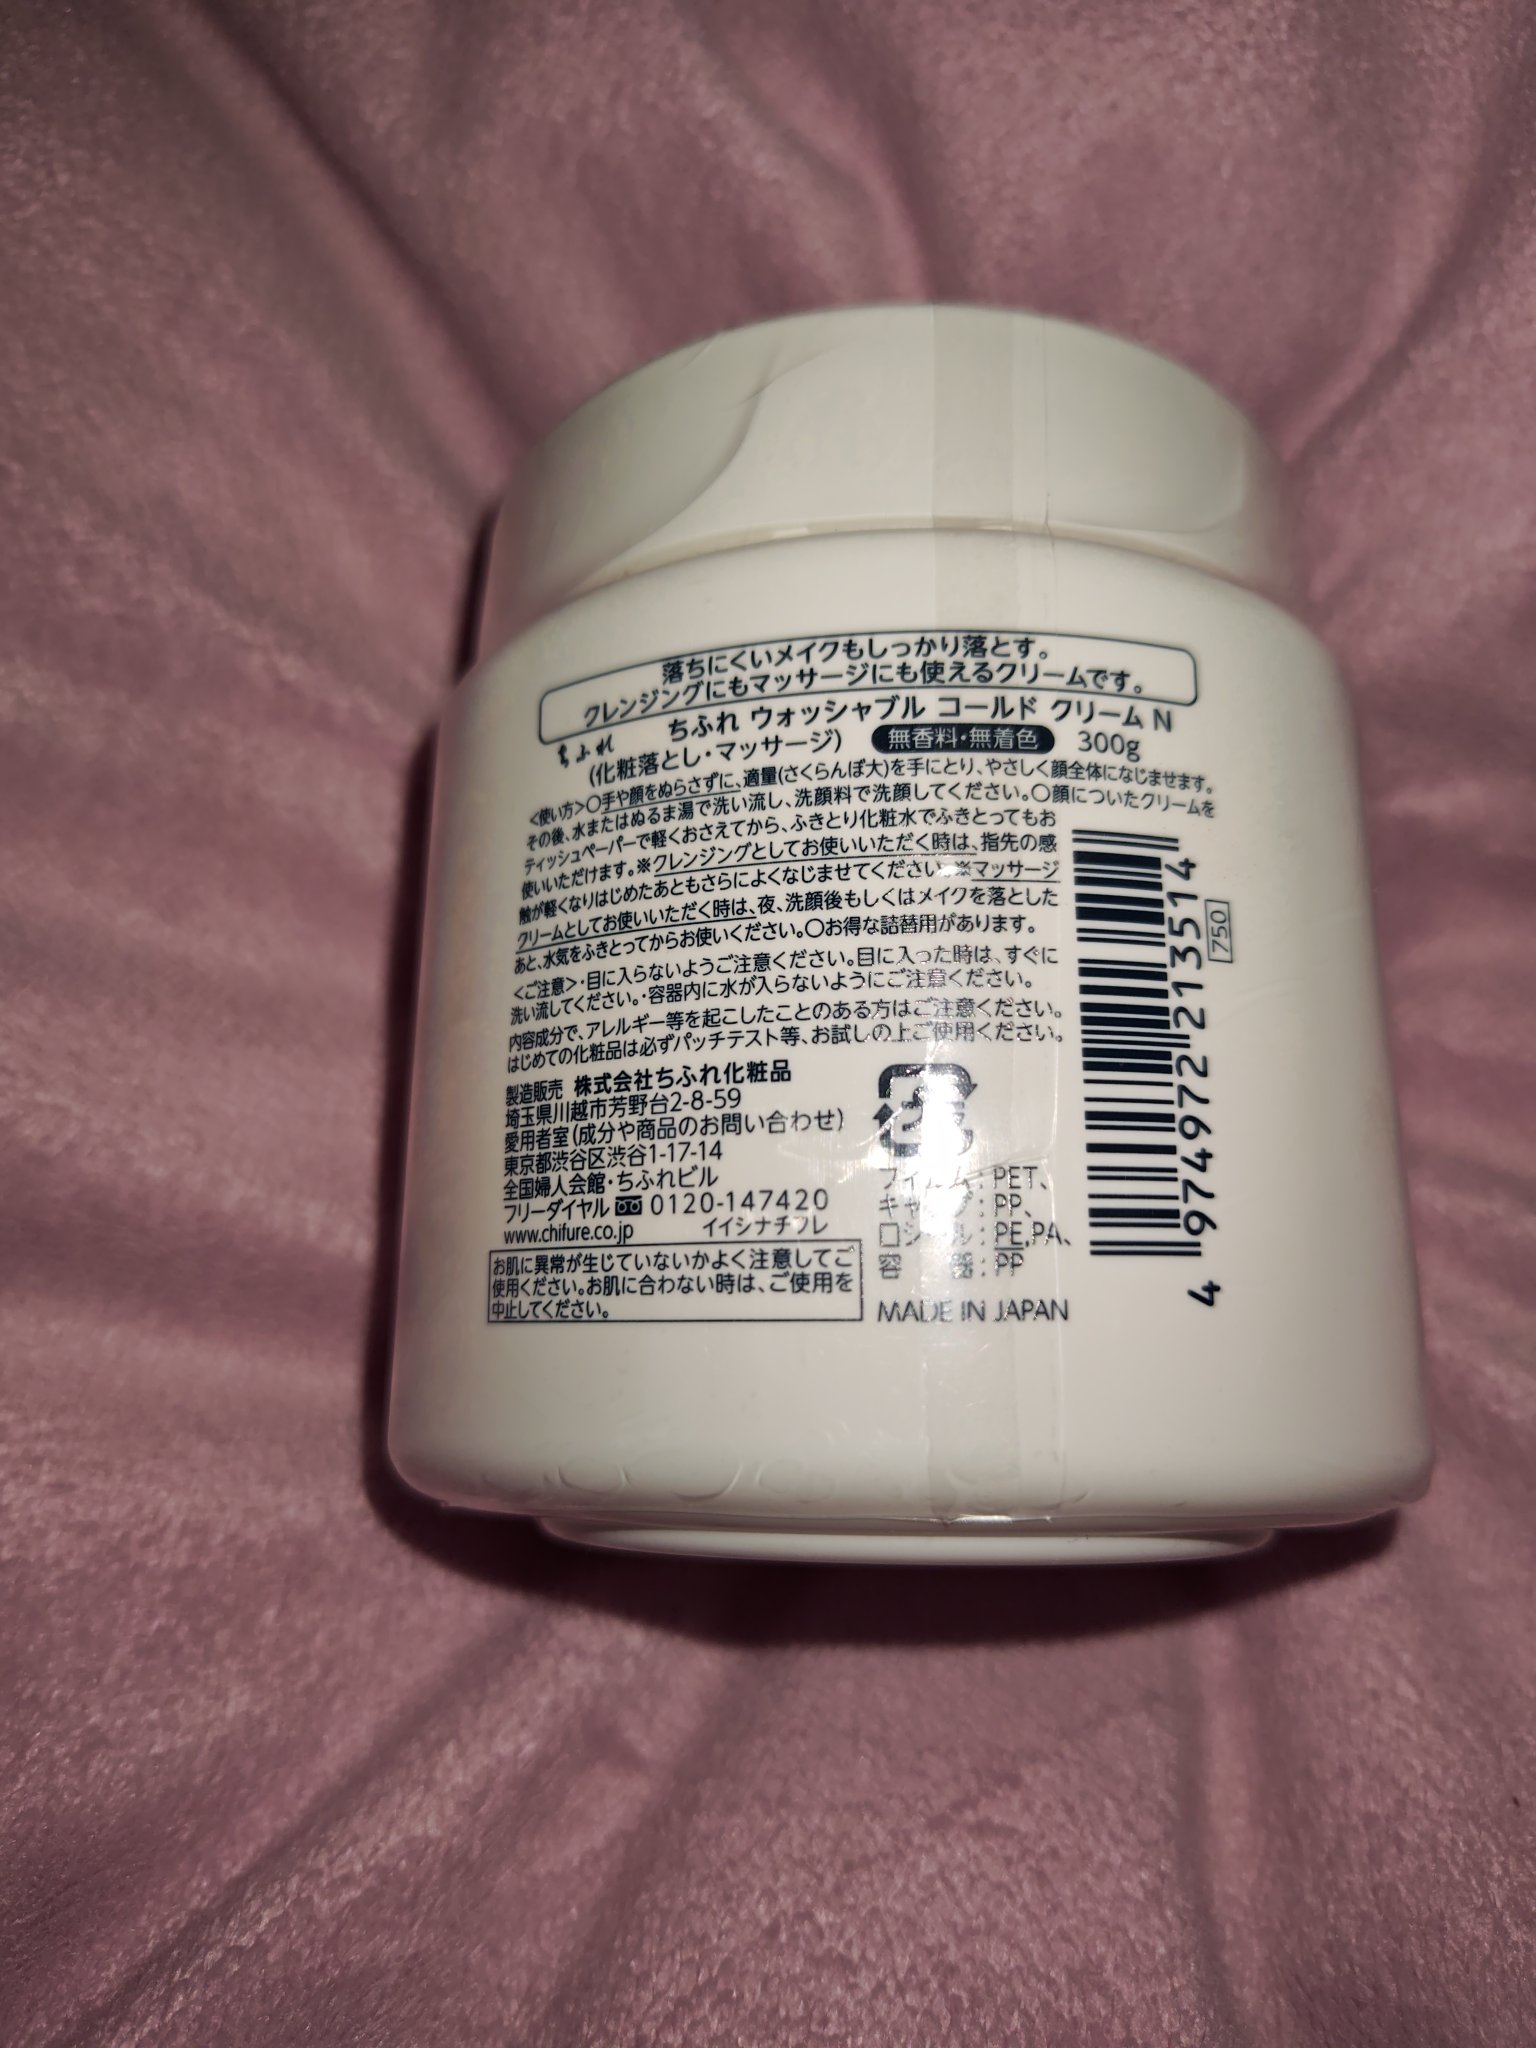 落ちにくいメイクもしっかり落とす。
クレンジングにもマッサージにも使えるクリームです。
ちふれ ちふれ ウォッシャブル コールド クリーム N
(化粧落とし・マッサージ) 無香料・無着色 300g
<使い方>○手や顔をぬらさずに、適量(さくらんぼ大)を手にとり、やさしく顔全体になじませます。
その後、水またはぬるま湯で洗い流し、洗顔料で洗顔してください。○顔についたクリームを
ティッシュペーパーで軽くおさえてから、ふきとり化粧水でふきとってもお
使いいただけます。※クレンジングとしてお使いいただく時は、指先の感
触が軽くなりはじめたあともさらによくなじませてください。※マッサージ
クリームとしてお使いいただく時は、夜、洗顔後もしくはメイクを落とした
あと、水気をふきとってからお使いください。○お得な詰替用があります。
<ご注意>・目に入らないようご注意ください。目に入った時は、すぐに
洗い流してください。・容器内に水が入らないようにご注意ください。
内容成分で、アレルギー等を起こしたことのある方はご注意ください。
はじめての化粧品は必ずパッチテスト等、お試しの上ご使用ください。
製造販売 株式会社ちふれ化粧品
埼玉県川越市芳野台2-8-59
愛用者室(成分や商品のお問い合わせ)
東京都渋谷区渋谷1-17-14
全国婦人会館・ちふれビル
フリーダイヤル 0120-147420
www.chifure.co.jp イイシナチフレ
お肌に異常が生じていないかよく注意してご
使用ください。お肌に合わない時は、ご使用を
中止してください。
プラ
フィルム:PET、
キャップ:PP、
口シール:PE,PA、
容器:PP
MADE IN JAPAN
4 974972 213514
750